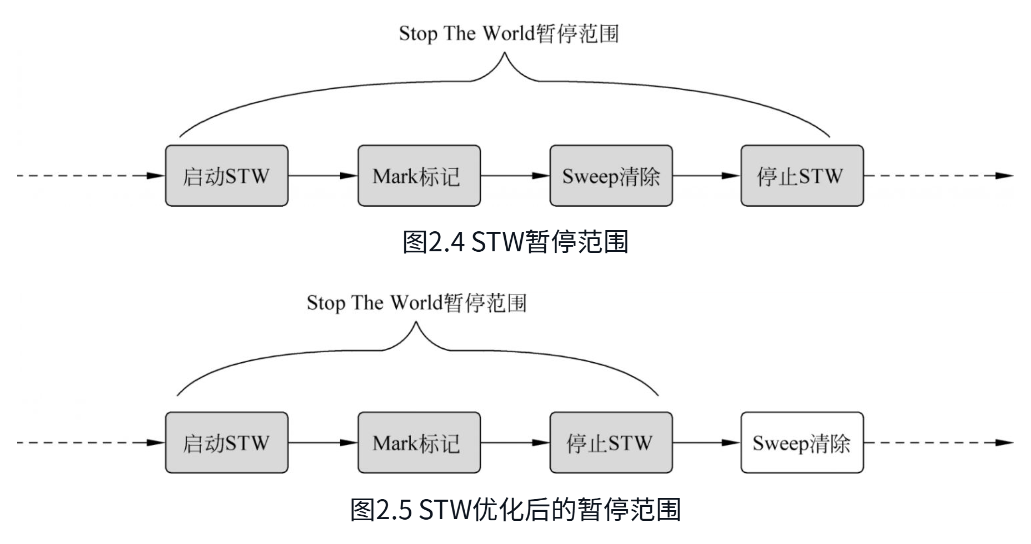 Stop The World暂停范围
启动STW
Mark标记
Sweep清除
停止STW
图2.4 STW暂停范围
Stop The World暂停范围
启动STW
Mark标记
停止STW
Sweep清除
图2.5 STW优化后的暂停范围